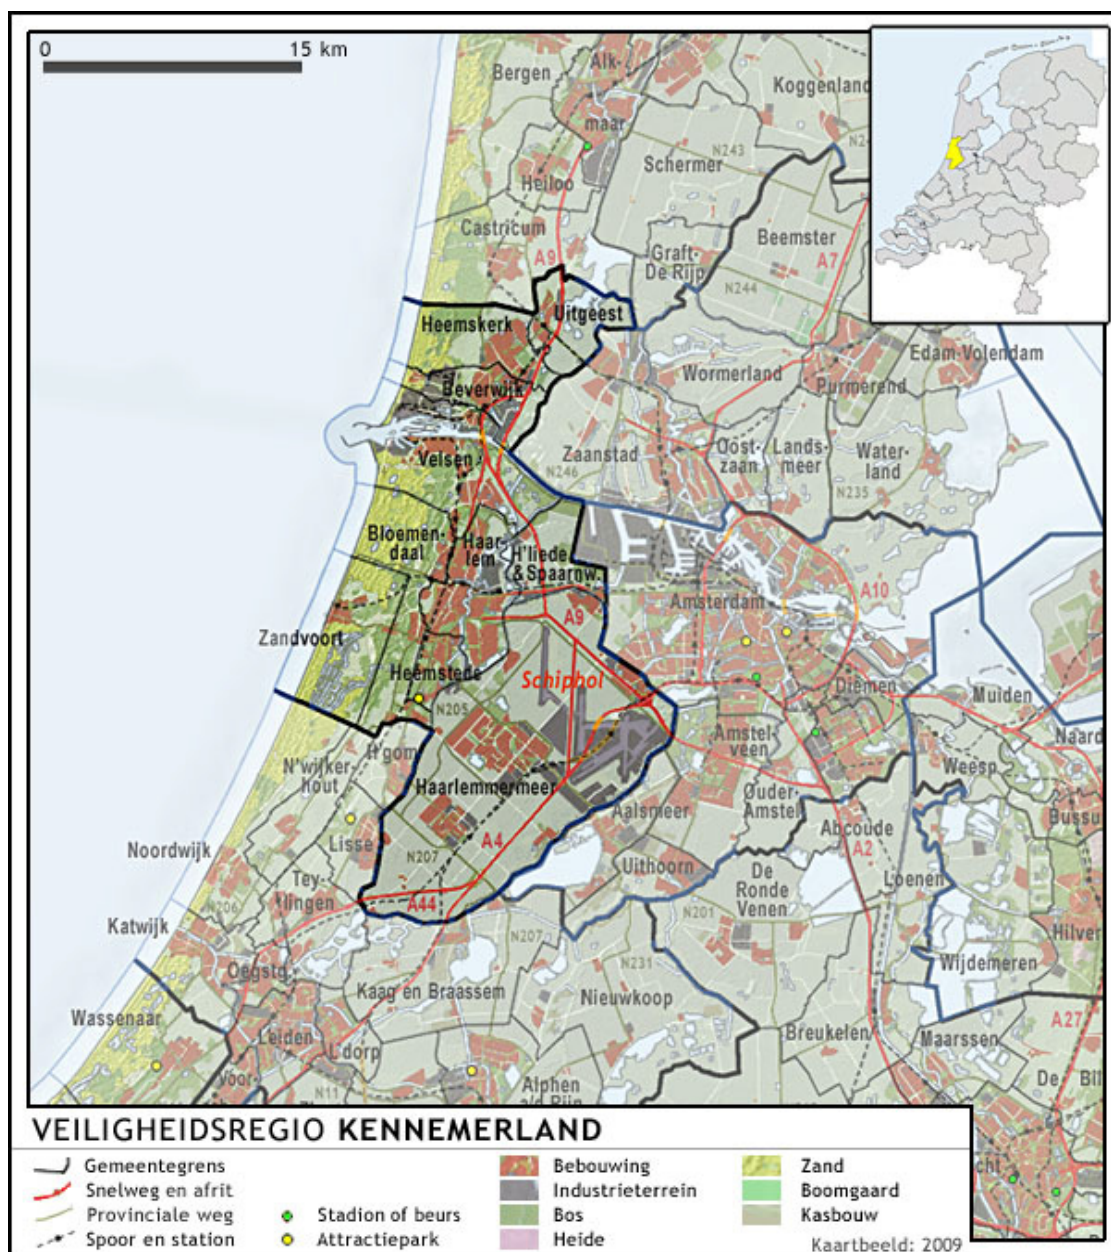 0 15 km
Bergen
Alk-
maar
Koggenland
N243
Schermer
Heiloo
Castricum
A9
Graft-
De Rijp
Beemster
A7
N244
Uitgeest
Heemskerk
Edam-Volendam
Wormerland
Purmerend
Beverwijk
Velsen
Zaanstad
N246
Oost-
zaan
Lands-
meer
Water-
land
N235
Bloemen-
daal
Haar-
lem
H'liede
& Spaarnw.
Amsterdam
A10
A9
Zandvoort
Heemstede
Schiphol
Diemen
Muiden
N205
Amstel-
veen
Naard
Weesp
H'gom
N'wijker-
hout
Haarlemmermeer
Aalsmeer
Ouder-
Amstel
Abcoude
Bussu
Noordwijk
Lisse
A4
N207
Uithoorn
A2
Loenen
De
Ronde
Venen
Tey-
lingen
A44
N206
Katwijk
N201
N207
Hilver
Oegstg.
N231
Wijdemeren
Kaag en Braassem
Nieuwkoop
Wassenaar
Leiden
L'dorp
Breukelen
Maarssen
A27
Voor-
N11
Alphen
a/d Rijn
De Bil
cht
VEILIGHEIDSREGIO KENNEMERLAND
Gemeentegrens
Snelweg en afrit
Provinciale weg
Spoor en station
Stadion of beurs
Attractiepark
Bebouwing
Industrieterrein
Bos
Heide
Zand
Boomgaard
Kasbouw
Kaartbeeld: 2009